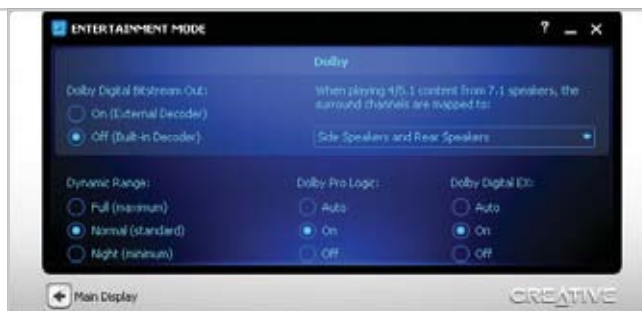 ENTERTAINMENT MODE
? _ X
Dolby
Dolby Digital Bitstream Out:
On (External Decoder)
Off (Built-in Decoder)
When playing 4/5.1 content from 7.1 speakers, the
surround channels are mapped to:
Side Speakers and Rear Speakers
Dynamic Range:
Full (maximum)
Normal (standard)
Night (minimum)
Dolby Pro Logic:
Auto
On
Off
Dolby Digital EX:
Auto
On
Off
Main Display
CREATIVE